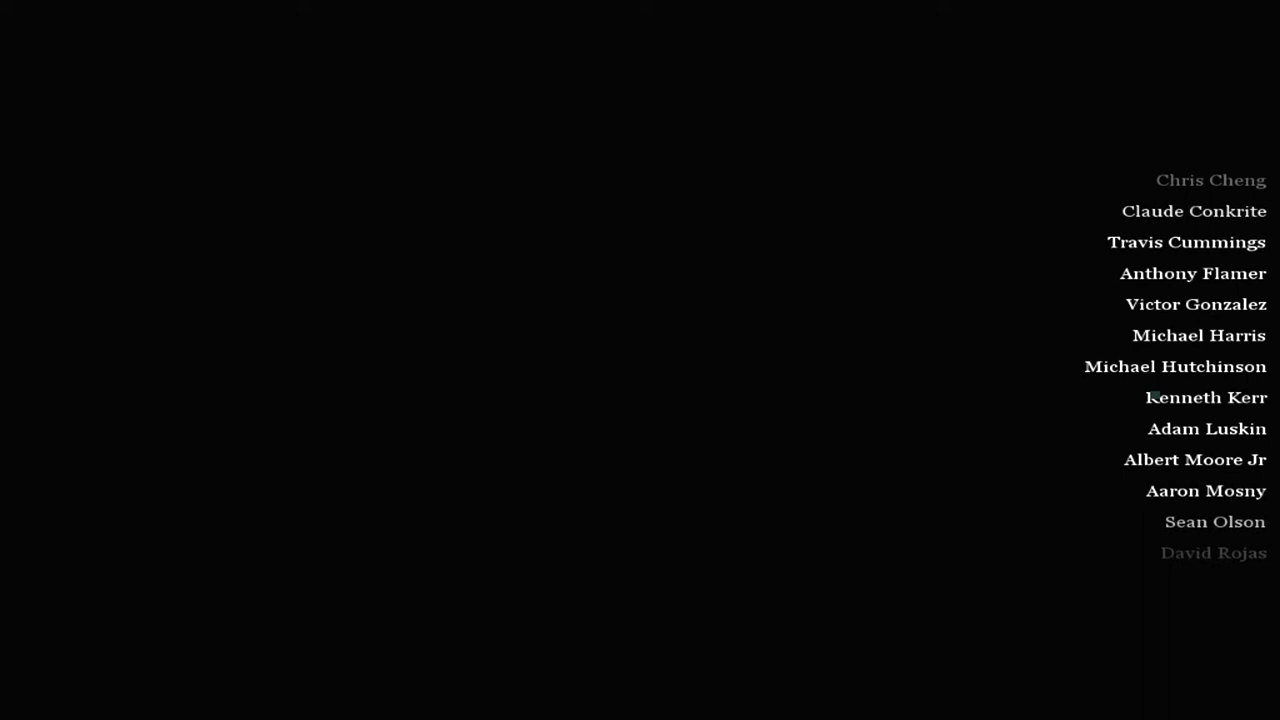 Chris Cheng
Claude Conkrite
Travis Cummings
Anthony Flamer
Victor Gonzalez
Michael Harris
Michael Hutchinson
Kenneth Kerr
Adam Luskin
Albert Moore Jr
Aaron Mosny
Sean Olson
David Rojas